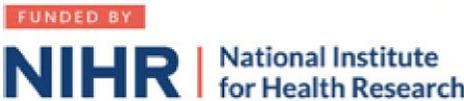 FUNDED BY
NIHR | National Institute
for Health Research